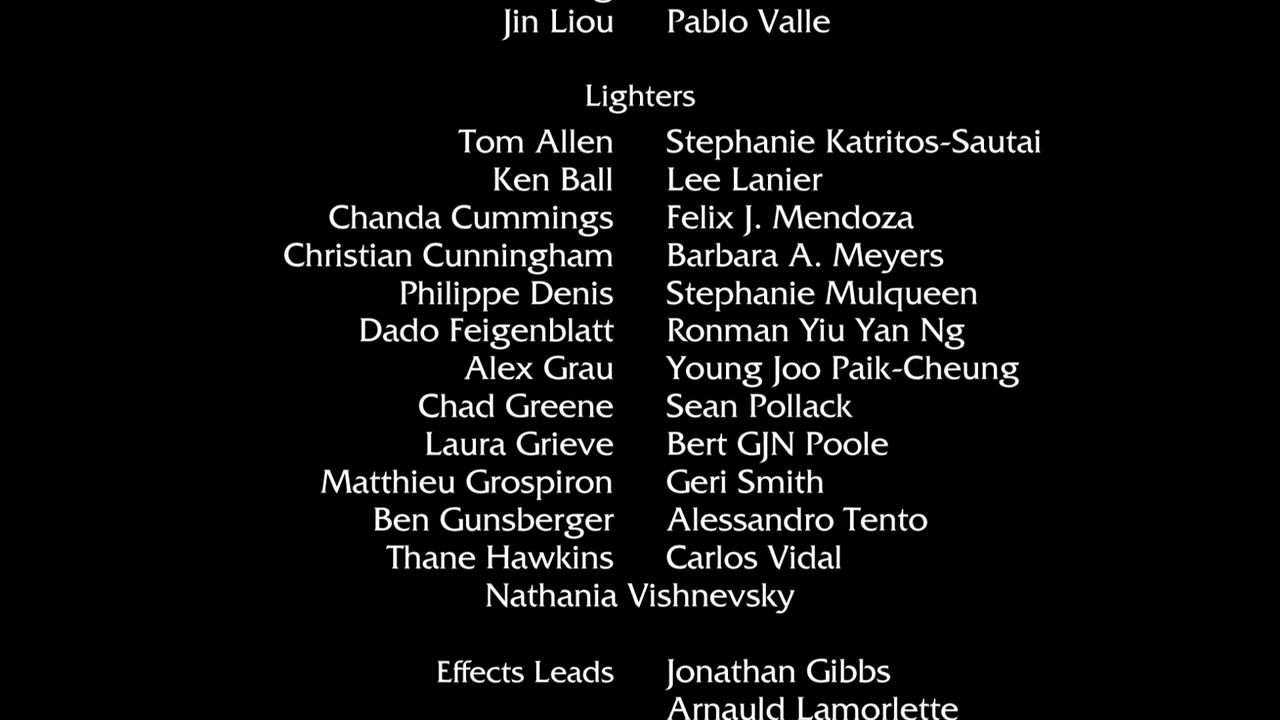 Jin Liou Pablo Valle
Lighters
Tom Allen Stephanie Katritos-Sautai
Ken Ball Lee Lanier
Chanda Cummings Felix J. Mendoza
Christian Cunningham Barbara A. Meyers
Philippe Denis Stephanie Mulqueen
Dado Feigenblatt Ronman Yiu Yan Ng
Alex Grau Young Joo Paik-Cheung
Chad Greene Sean Pollack
Laura Grieve Bert GJN Poole
Matthieu Grospiron Geri Smith
Ben Gunsberger Alessandro Tento
Thane Hawkins Carlos Vidal
Nathania Vishnevsky
Effects Leads Jonathan Gibbs
Arnauld Lamorlette